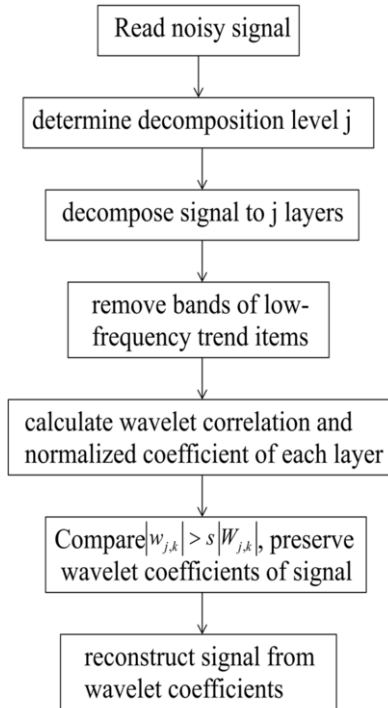 Read noisy signal
determine decomposition level j
decompose signal to j layers
remove bands of low-
frequency trend items
calculate wavelet correlation and
normalized coefficient of each layer
Compare|w_{j,k}| > s|W_{j,k}|, preserve
wavelet coefficients of signal
reconstruct signal from
wavelet coefficients